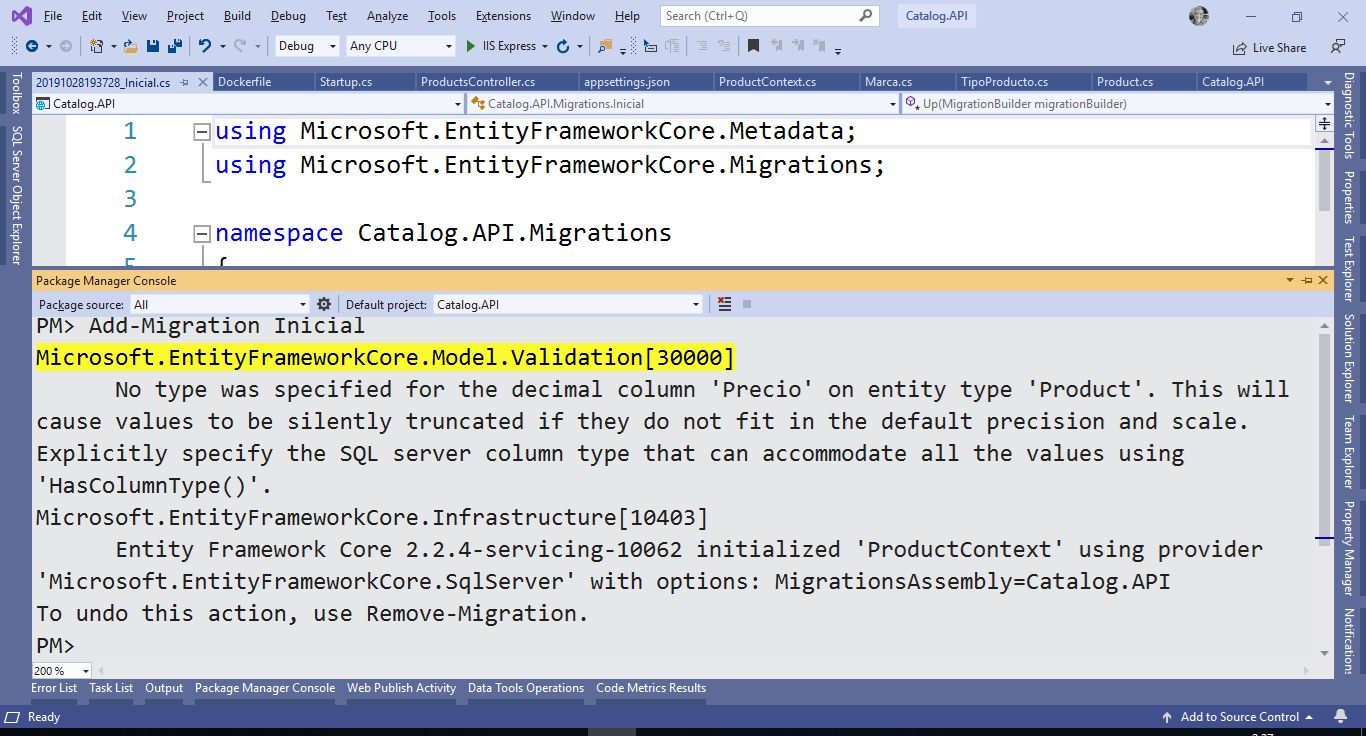 File Edit View Project Build Debug Test Analyze Tools Extensions Window Help Search (Ctrl+Q) Catalog.API
Debug Any CPU IIS Express Live Share
20191028193728_Inicial.cs Dockerfile Startup.cs ProductsController.cs appsettings.json ProductContext.cs Marca.cs TipoProducto.cs Product.cs Catalog.API
Catalog.API Catalog.API.Migrations.Inicial Up(MigrationBuilder migrationBuilder)
1 using Microsoft.EntityFrameworkCore.Metadata;
2 using Microsoft.EntityFrameworkCore.Migrations;
3
4 namespace Catalog.API.Migrations
5 {
Package Manager Console
Package source: All Default project: Catalog.API
PM> Add-Migration Inicial
Microsoft.EntityFrameworkCore.Model.Validation[30000]
No type was specified for the decimal column 'Precio' on entity type 'Product'. This will
cause values to be silently truncated if they do not fit in the default precision and scale.
Explicitly specify the SQL server column type that can accommodate all the values using
'HasColumnType()'.
Microsoft.EntityFrameworkCore.Infrastructure[10403]
Entity Framework Core 2.2.4-servicing-10062 initialized 'ProductContext' using provider
'Microsoft.EntityFrameworkCore.SqlServer' with options: MigrationsAssembly=Catalog.API
To undo this action, use Remove-Migration.
PM>
200 %
Error List Task List Output Package Manager Console Web Publish Activity Data Tools Operations Code Metrics Results
Ready Add to Source Control
Toolbox
SQL Server Object Explorer
Diagnostic Tools
Properties
Test Explorer
Solution Explorer
Team Explorer
Property Manager
Notifications